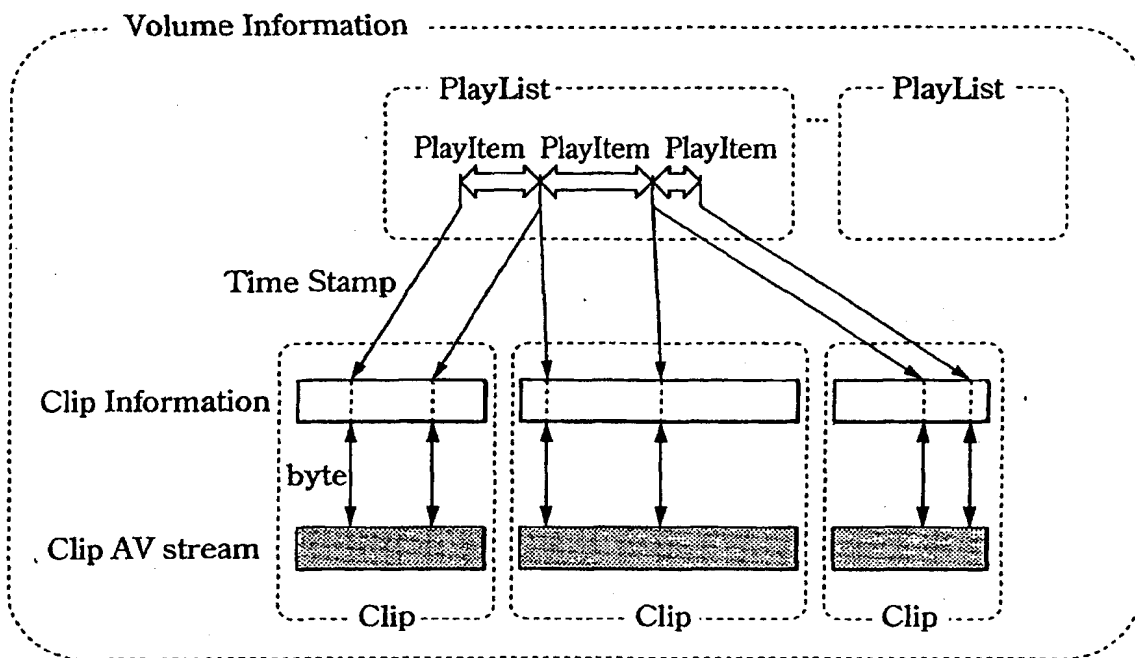 Volume Information
PlayList
PlayList
...
PlayItem PlayItem PlayItem
Time Stamp
Clip Information
byte
Clip AV stream
Clip
Clip
Clip